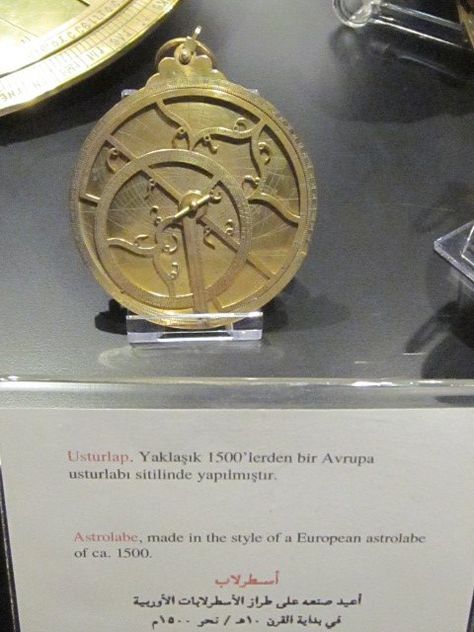 Usturlap. Yaklaşık 1500'lerden bir Avrupa
usturlabı sitilinde yapılmıştır.
Astrolabe, made in the style of a European astrolabe
of ca. 1500.
أسطرلاب
أعيد صنعه على طراز الأسطرلابات الأوربية
في بداية القرن ١٠هـ / نحو ١٥٠٠م